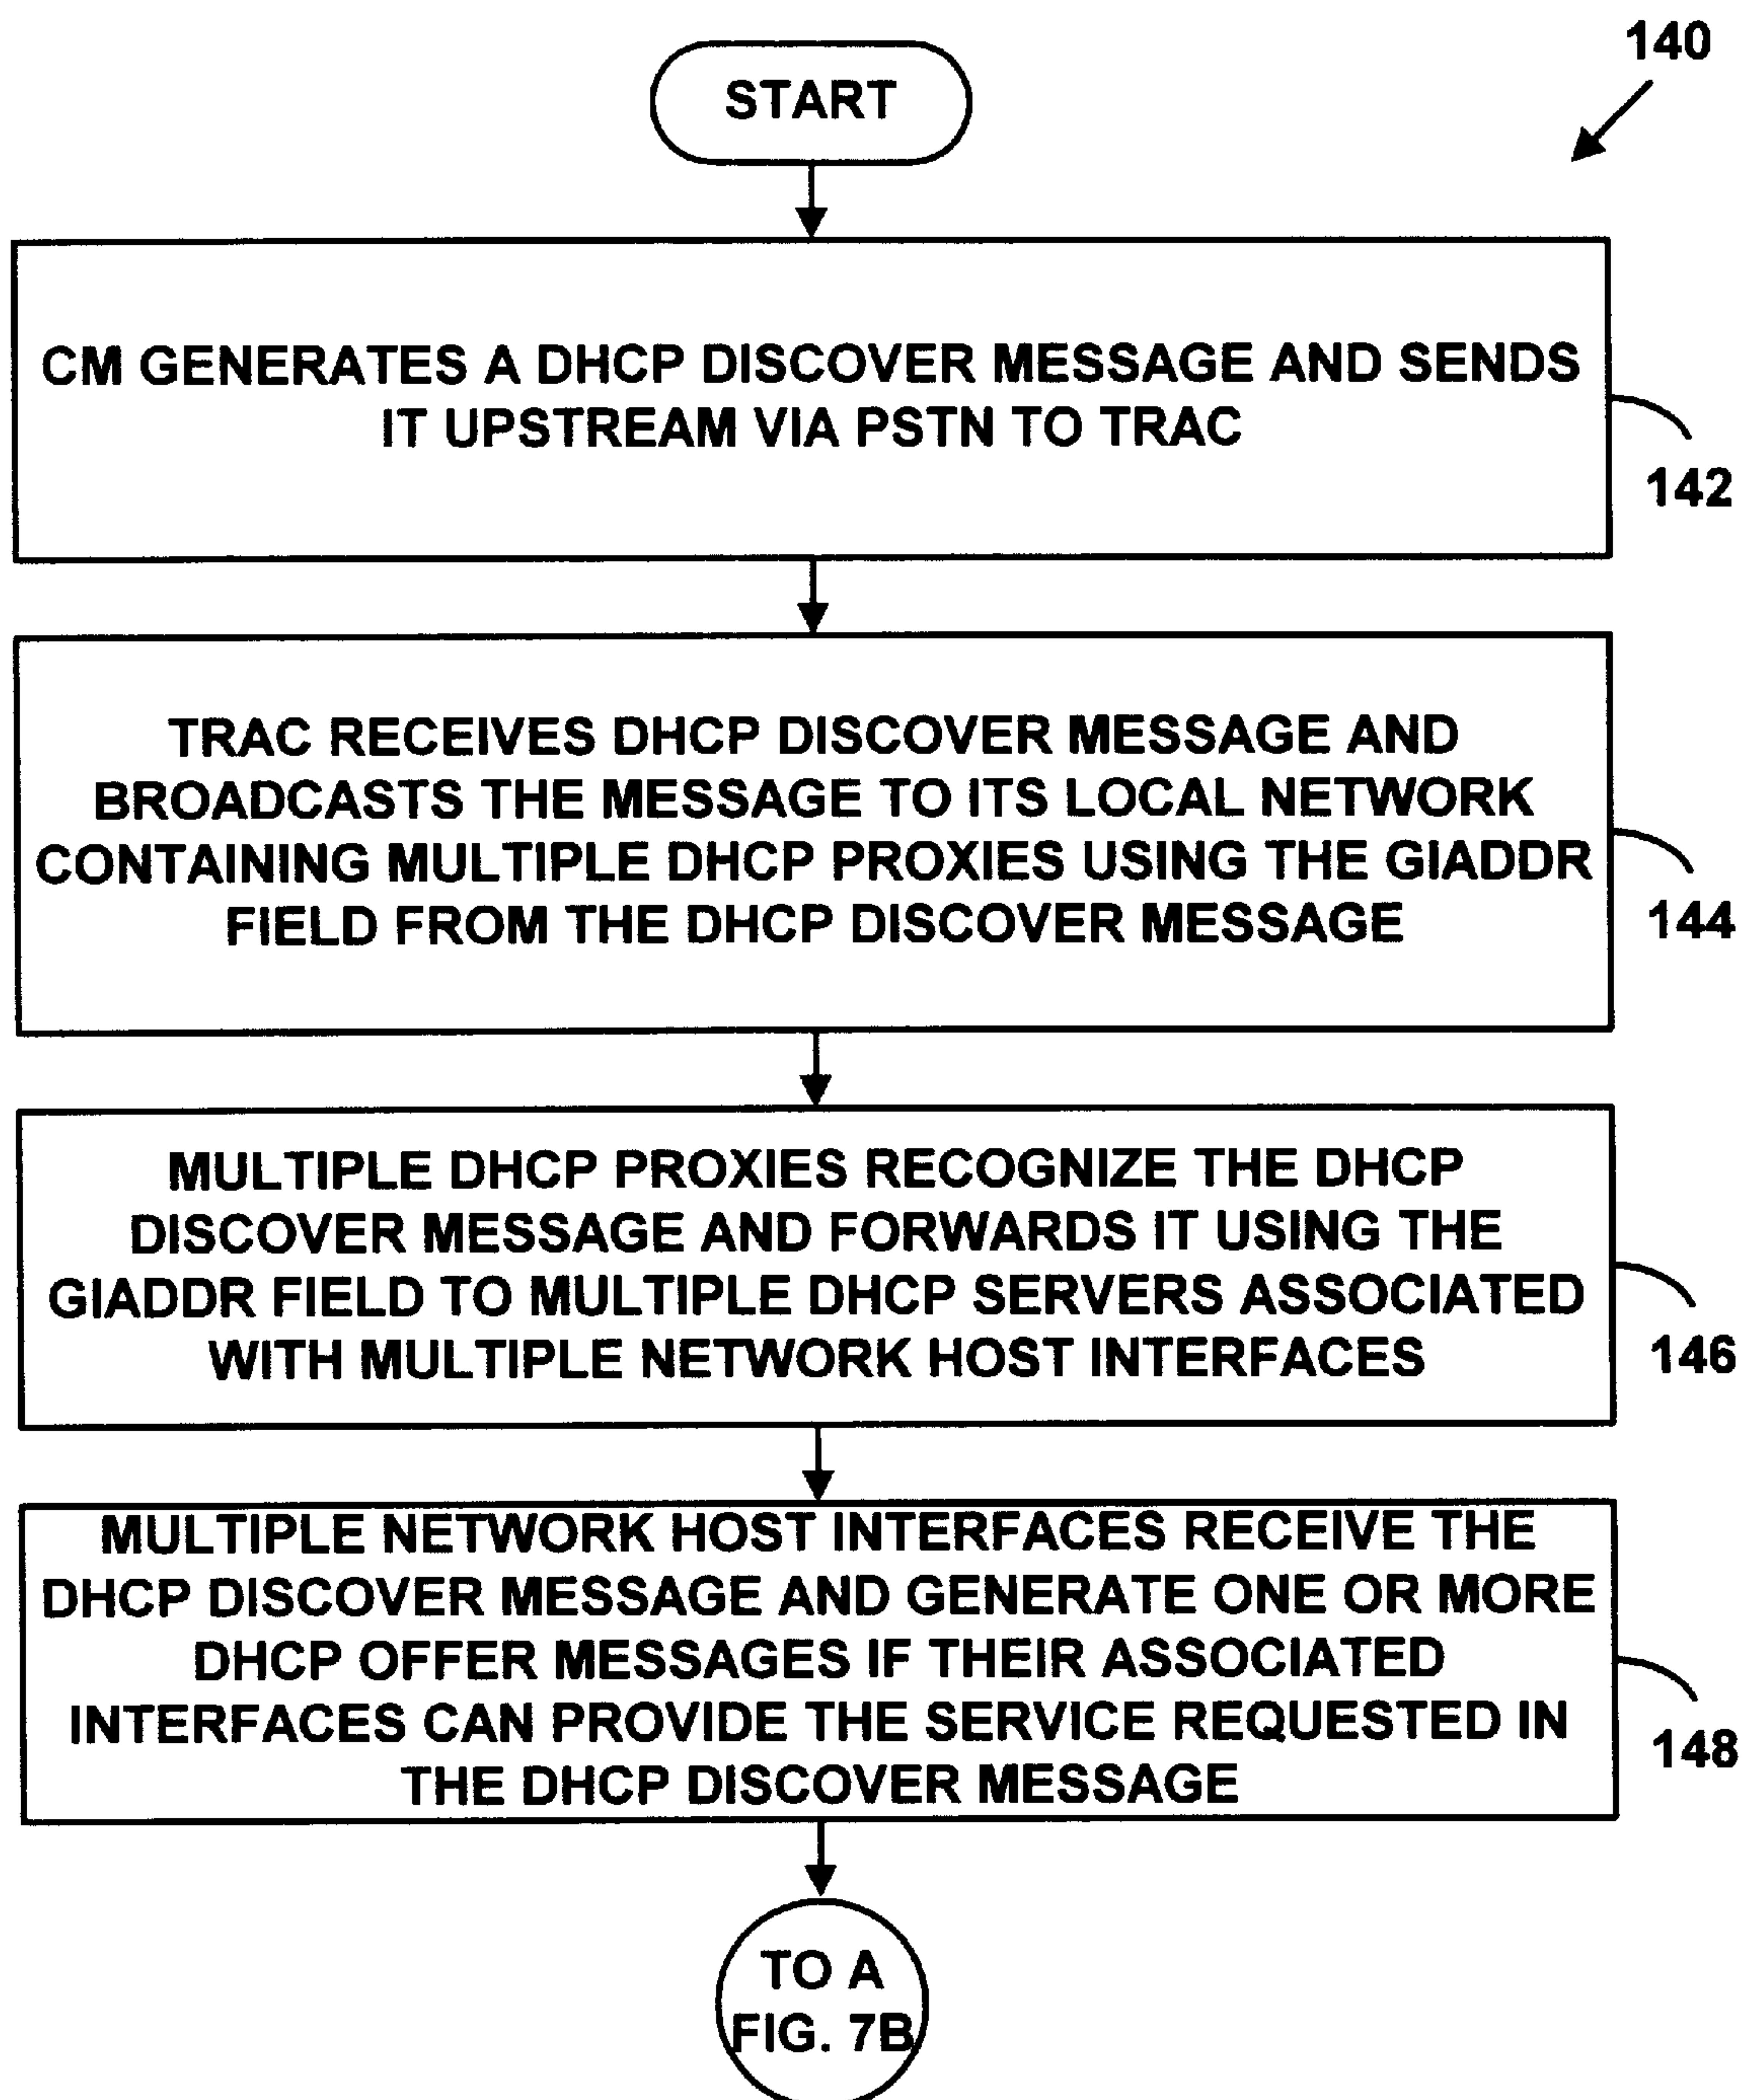 140
START
CM GENERATES A DHCP DISCOVER MESSAGE AND SENDS
IT UPSTREAM VIA PSTN TO TRAC
142
TRAC RECEIVES DHCP DISCOVER MESSAGE AND
BROADCASTS THE MESSAGE TO ITS LOCAL NETWORK
CONTAINING MULTIPLE DHCP PROXIES USING THE GIADDR
FIELD FROM THE DHCP DISCOVER MESSAGE
144
MULTIPLE DHCP PROXIES RECOGNIZE THE DHCP
DISCOVER MESSAGE AND FORWARDS IT USING THE
GIADDR FIELD TO MULTIPLE DHCP SERVERS ASSOCIATED
WITH MULTIPLE NETWORK HOST INTERFACES
146
MULTIPLE NETWORK HOST INTERFACES RECEIVE THE
DHCP DISCOVER MESSAGE AND GENERATE ONE OR MORE
DHCP OFFER MESSAGES IF THEIR ASSOCIATED
INTERFACES CAN PROVIDE THE SERVICE REQUESTED IN
THE DHCP DISCOVER MESSAGE
148
TO A
FIG. 7B